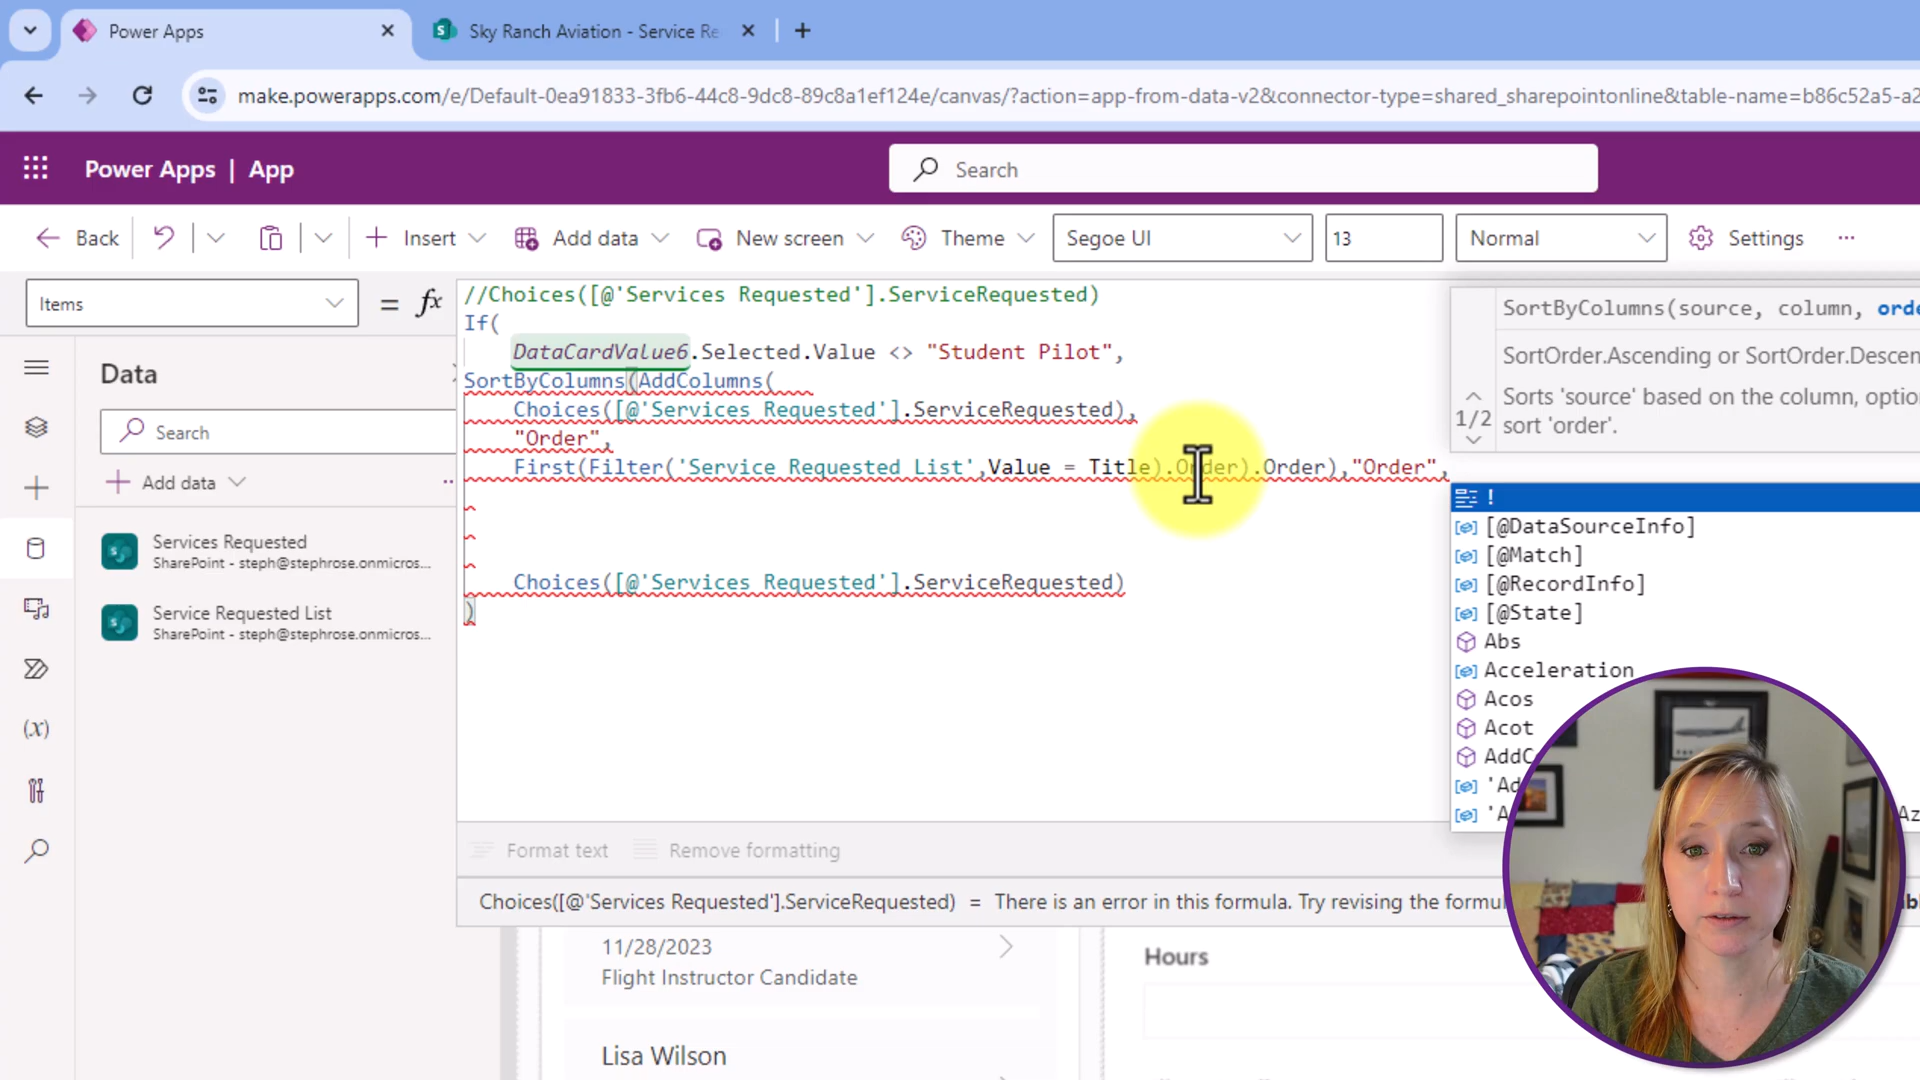 Power Apps
Sky Ranch Aviation - Service Re
make.powerapps.com/e/Default-0ea91833-3fb6-44c8-9dc8-89c8a1ef124e/canvas/?action=app-from-data-v2&connector-type=shared_sharepointonline&table-name=b86c52a5-a2
Power Apps | App
Search
Back
Insert
Add data
New screen
Theme
Segoe UI
13
Normal
Settings
Items
= fx
//Choices([@'Services Requested'].ServiceRequested)
If(
DataCardValue6.Selected.Value <> "Student Pilot",
SortByColumns(AddColumns(
Choices([@'Services Requested'].ServiceRequested),
"Order",
First(Filter('Service Requested List',Value = Title).Order).Order),"Order",
Choices([@'Services Requested'].ServiceRequested)
)
SortByColumns(source, column, orde
SortOrder.Ascending or SortOrder.Descen
Sorts 'source' based on the column, optio
1/2
sort 'order'.
!
[@DataSourceInfo]
[@Match]
[@RecordInfo]
[@State]
Abs
Acceleration
Acos
Acot
AddC
'Ad
'A
Az
Data
Search
Add data
Services Requested
SharePoint - steph@stephrose.onmicros...
Service Requested List
SharePoint - steph@stephrose.onmicros...
(x)
Format text
Remove formatting
Choices([@'Services Requested'].ServiceRequested) = There is an error in this formula. Try revising the formu
11/28/2023
Flight Instructor Candidate
Lisa Wilson
Hours